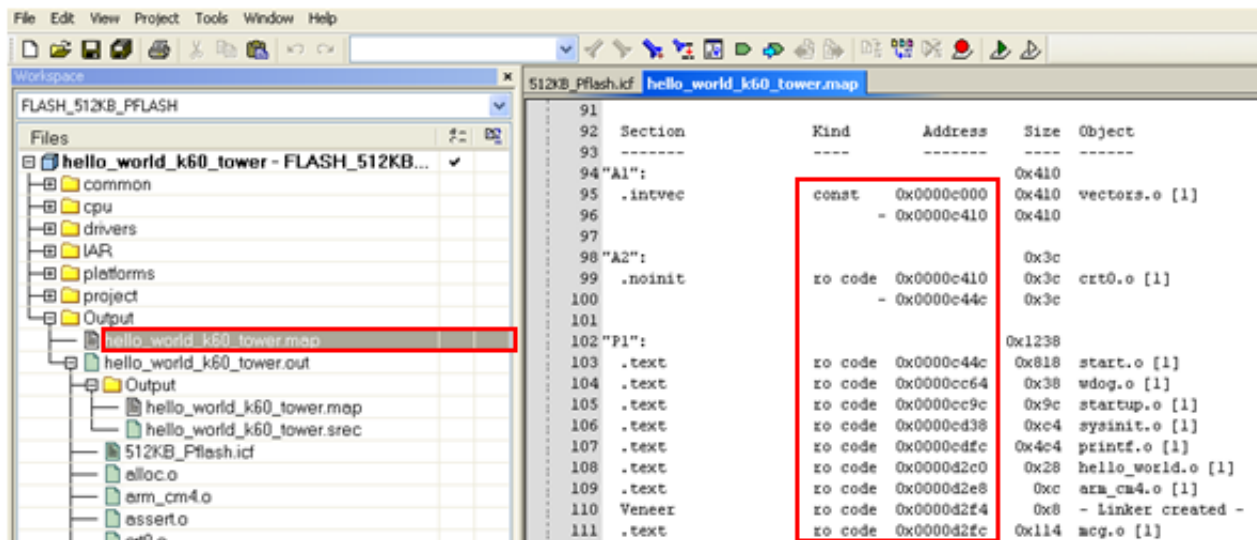 File Edit View Project Tools Window Help
Workspace
FLASH_512KB_PFLASH
Files
hello_world_k60_tower - FLASH_512KB...
common
cpu
drivers
IAR
platforms
project
Output
hello_world_k60_tower.map
hello_world_k60_tower.out
Output
hello_world_k60_tower.map
hello_world_k60_tower.srec
512KB_Pflash.icf
alloc.o
arm_cm4.o
assert.o
512KB_Pflash.icf hello_world_k60_tower.map
91
92 Section Kind Address Size Object
93 ------- ---- ------- ---- ------
94 "A1": 0x410
95 .intvec const 0x0000c000 0x410 vectors.o [1]
96 - 0x0000c410 0x410
97
98 "A2": 0x3c
99 .noinit ro code 0x0000c410 0x3c crt0.o [1]
100 - 0x0000c44c 0x3c
101
102 "P1": 0x1238
103 .text ro code 0x0000c44c 0x818 start.o [1]
104 .text ro code 0x0000cc64 0x38 wdog.o [1]
105 .text ro code 0x0000cc9c 0x9c startup.o [1]
106 .text ro code 0x0000cd38 0xc4 sysinit.o [1]
107 .text ro code 0x0000cdfc 0x4c4 printf.o [1]
108 .text ro code 0x0000d2c0 0x28 hello_world.o [1]
109 .text ro code 0x0000d2e8 0xc arm_cm4.o [1]
110 Veneer ro code 0x0000d2f4 0x8 - Linker created -
111 .text ro code 0x0000d2fc 0x114 mcg.o [1]